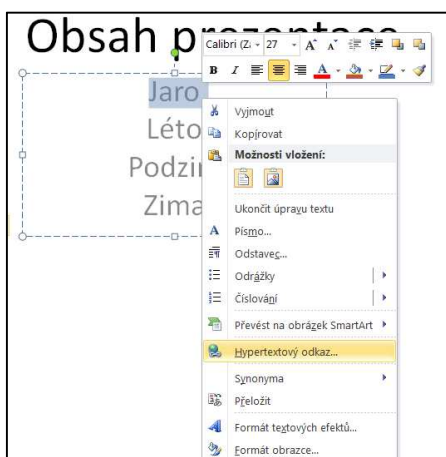 Obsah prezentace
Calibri (Zá 27 A A
B I A
Jaro
Vyjmout
Léto
Kopírovat
Podzim
Možnosti vložení:
Zima
Ukončit úpravu textu
A Písmo...
Odstavec...
Odrážky
Číslování
Převést na obrázek SmartArt
Hypertextový odkaz...
Synonyma
Přeložit
Formát textových efektů...
Formát obrazce...